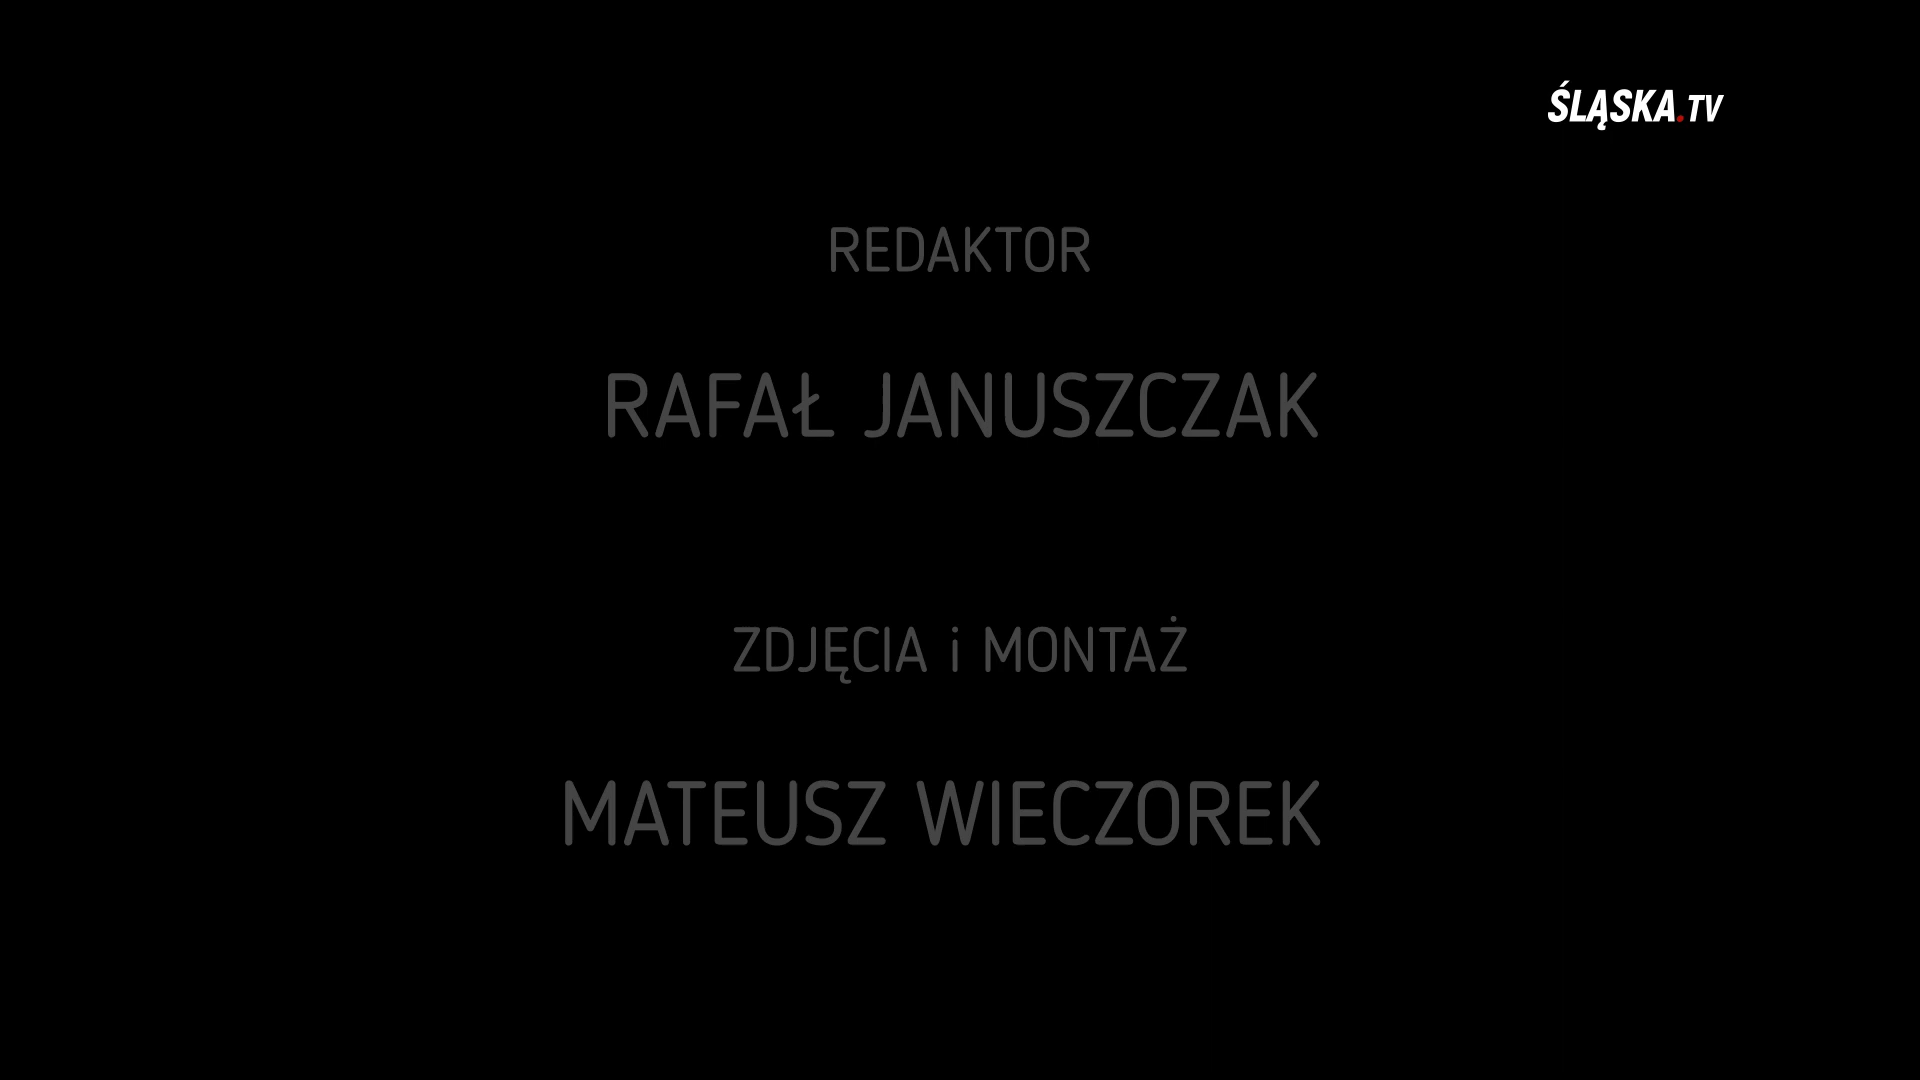 ŚLĄSKA.TV
REDAKTOR
RAFAŁ JANUSZCZAK
ZDJĘCIA i MONTAŻ
MATEUSZ WIECZOREK